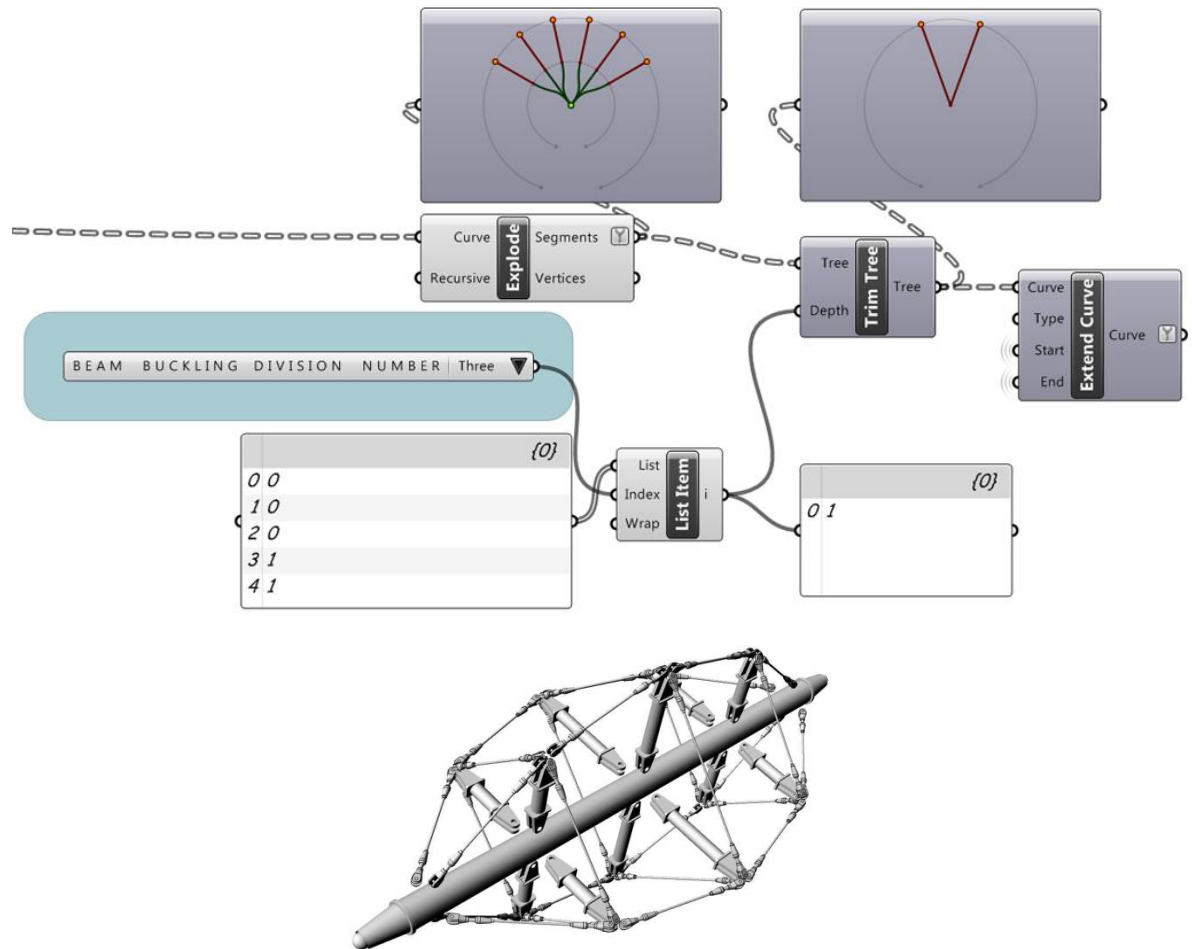 Curve
Recursive
Explode
Segments
Vertices
Tree
Depth
Trim Tree
Tree
Curve
Type
Start
End
Extend Curve
Curve
BEAM BUCKLING DIVISION NUMBER Three
{0}
0 0
1 0
2 0
3 1
4 1
List
Index
Wrap
List Item
i
{0}
0 1